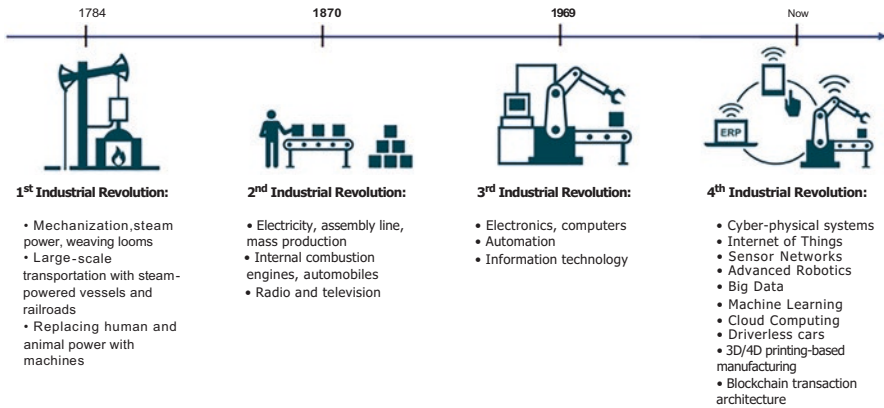 1784
1870
1969
Now
ERP
1st Industrial Revolution:
• Mechanization,steam
power, weaving looms
• Large-scale
transportation with steam-
powered vessels and
railroads
• Replacing human and
animal power with
machines
2nd Industrial Revolution:
• Electricity, assembly line,
mass production
• Internal combustion
engines, automobiles
• Radio and television
3rd Industrial Revolution:
• Electronics, computers
• Automation
• Information technology
4th Industrial Revolution:
• Cyber-physical systems
• Internet of Things
• Sensor Networks
• Advanced Robotics
• Big Data
• Machine Learning
• Cloud Computing
• Driverless cars
• 3D/4D printing-based
manufacturing
• Blockchain transaction
architecture